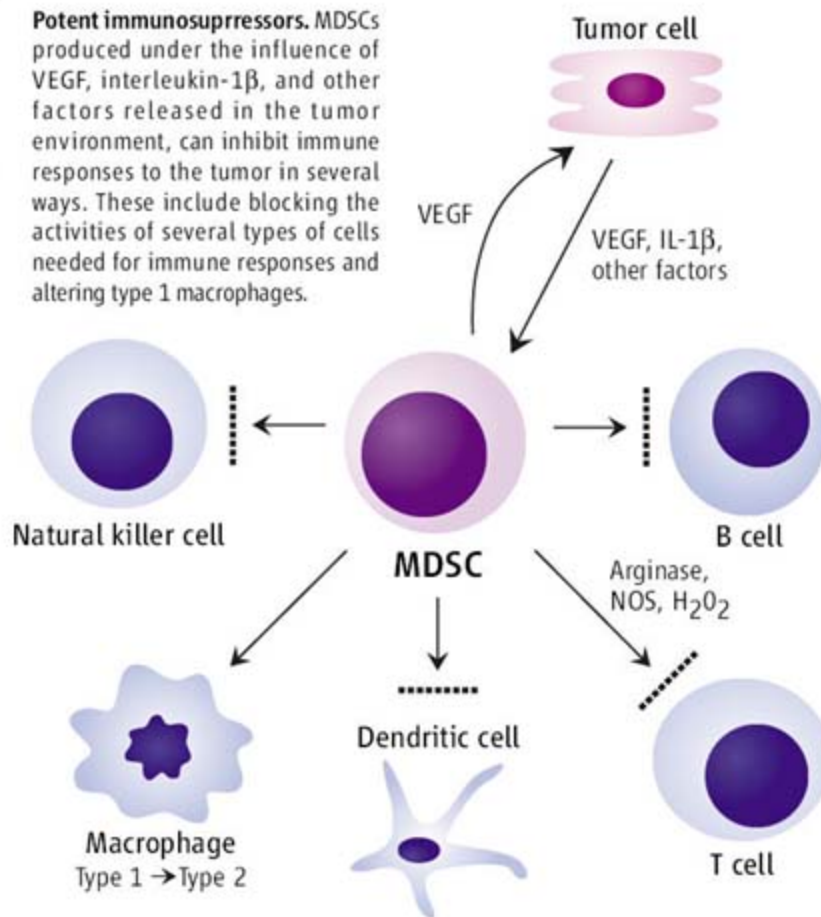 Potent immunosuprressors. MDSCs
produced under the influence of
VEGF, interleukin-1β, and other
factors released in the tumor
environment, can inhibit immune
responses to the tumor in several
ways. These include blocking the
activities of several types of cells
needed for immune responses and
altering type 1 macrophages.
Tumor cell
VEGF
VEGF, IL-1β,
other factors
Natural killer cell
MDSC
B cell
Arginase,
NOS, H2O2
Macrophage
Type 1 → Type 2
Dendritic cell
T cell